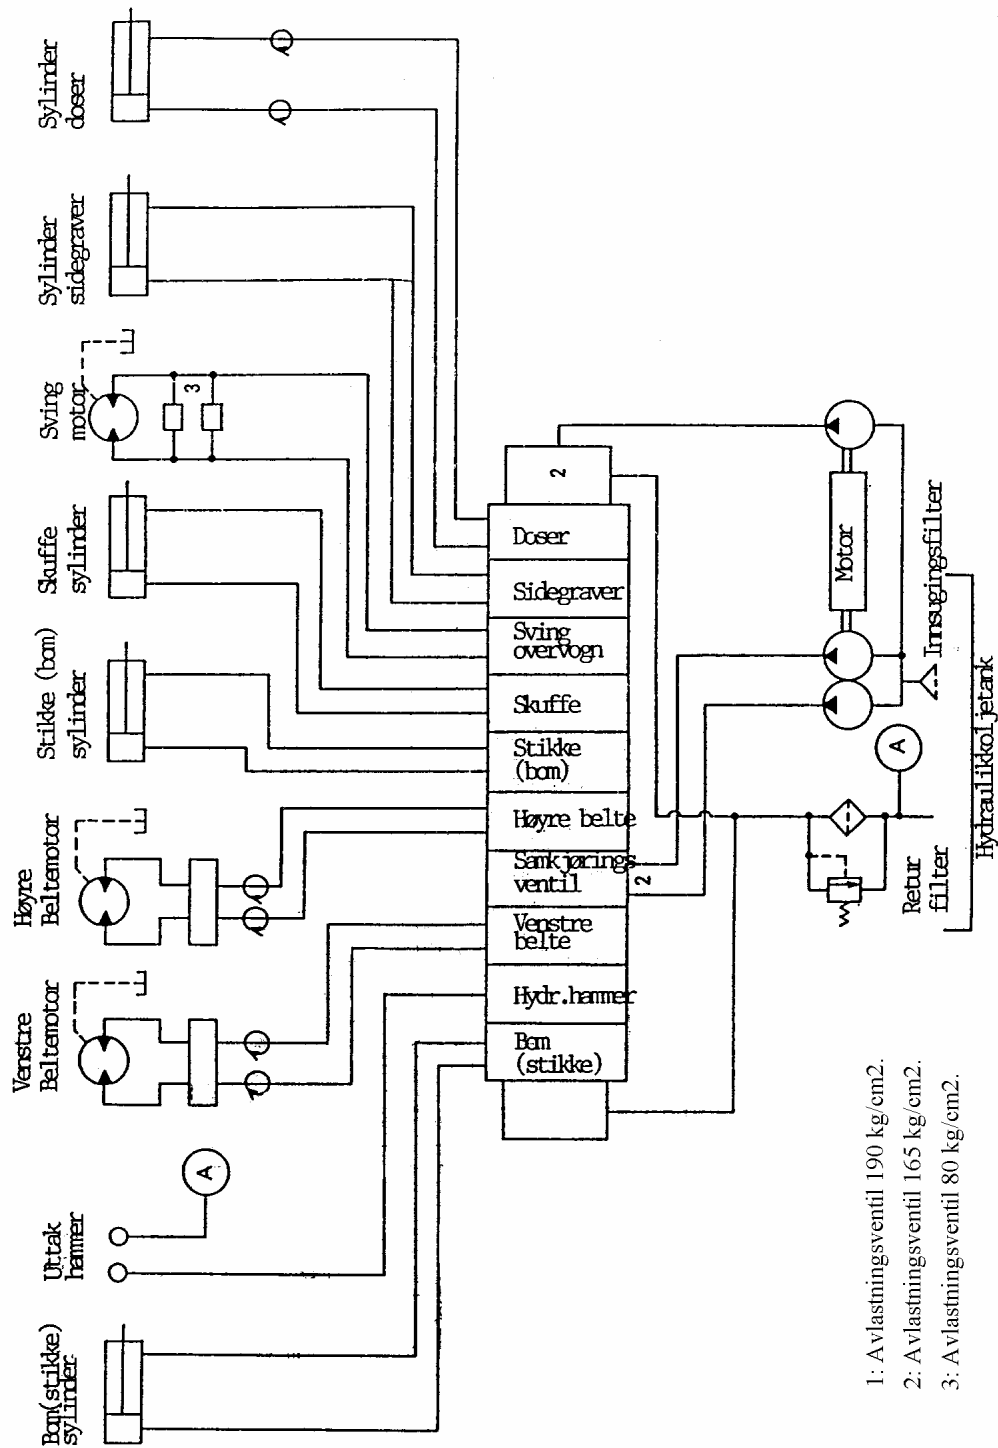 Bom(stikke)
sylinder
Uttak
hammer
A
Venstre
Beltemotor
Høyre
Beltemotor
Stikke (bom)
sylinder
Skuffe
sylinder
Sving
motor
3
Sylinder
sidegraver
Sylinder
doser
Bom
(stikke)
Hydr.hammer
Venstre
belte
Samkjørings
ventil
2
Høyre belte
Stikke
(bom)
Skuffe
Sving
overvogn
Sidegraver
Doser
2
Motor
A
Retur
filter
Innsugingsfilter
Hydraulikkoljetank
1: Avlastningsventil 190 kg/cm2.
2: Avlastningsventil 165 kg/cm2.
3: Avlastningsventil 80 kg/cm2.